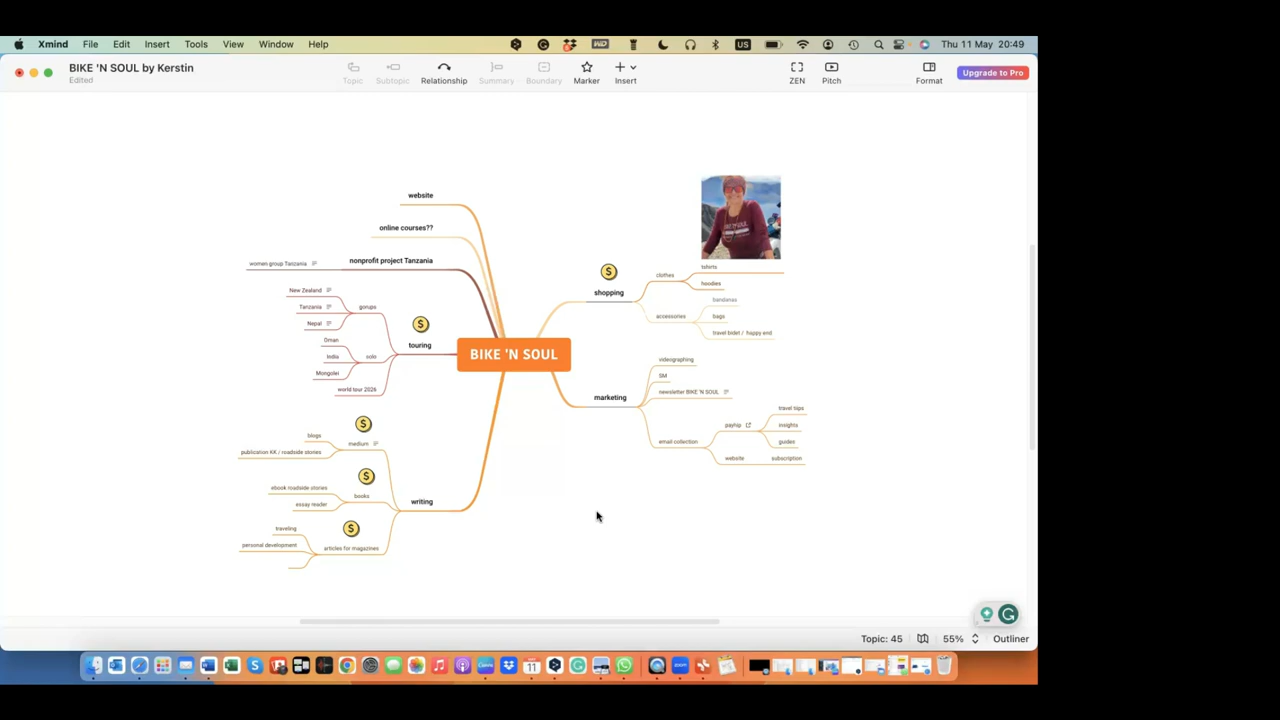 Xmind File Edit Insert Tools View Window Help US Thu 11 May 20:49
BIKE 'N SOUL by Kerstin
Edited
Topic Subtopic Relationship Summary Boundary Marker Insert ZEN Pitch Format Upgrade to Pro
website
online courses??
nonprofit project Tanzania
women group Tanzania
New Zealand
Tanzania
Nepal
gorups
touring
Oman
India
Mongolei
solo
world tour 2026
BIKE 'N SOUL
blogs
publication KK / roadside stories
medium
ebook roadside stories
essay reader
books
writing
traveling
personal development
articles for magazines
shopping
clothes
tshirts
hoodies
accessories
bandanas
bags
travel bidet / happy end
marketing
videographing
SM
newsletter BIKE 'N SOUL
email collection
payhip
travel tips
insights
guides
website
subscription
Topic: 45 55% Outliner